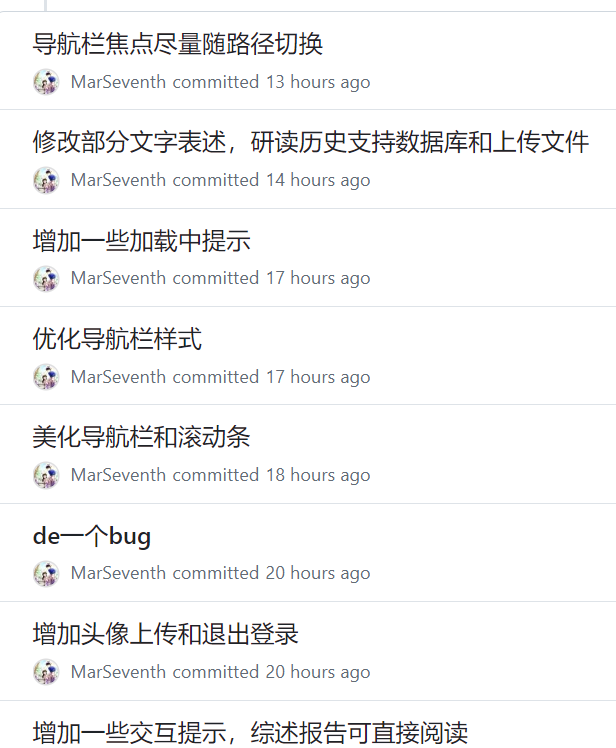 导航栏焦点尽量随路径切换
MarSeventh committed 13 hours ago
修改部分文字表述，研读历史支持数据库和上传文件
MarSeventh committed 14 hours ago
增加一些加载中提示
MarSeventh committed 17 hours ago
优化导航栏样式
MarSeventh committed 17 hours ago
美化导航栏和滚动条
MarSeventh committed 18 hours ago
de一个bug
MarSeventh committed 20 hours ago
增加头像上传和退出登录
MarSeventh committed 20 hours ago
增加一些交互提示，综述报告可直接阅读